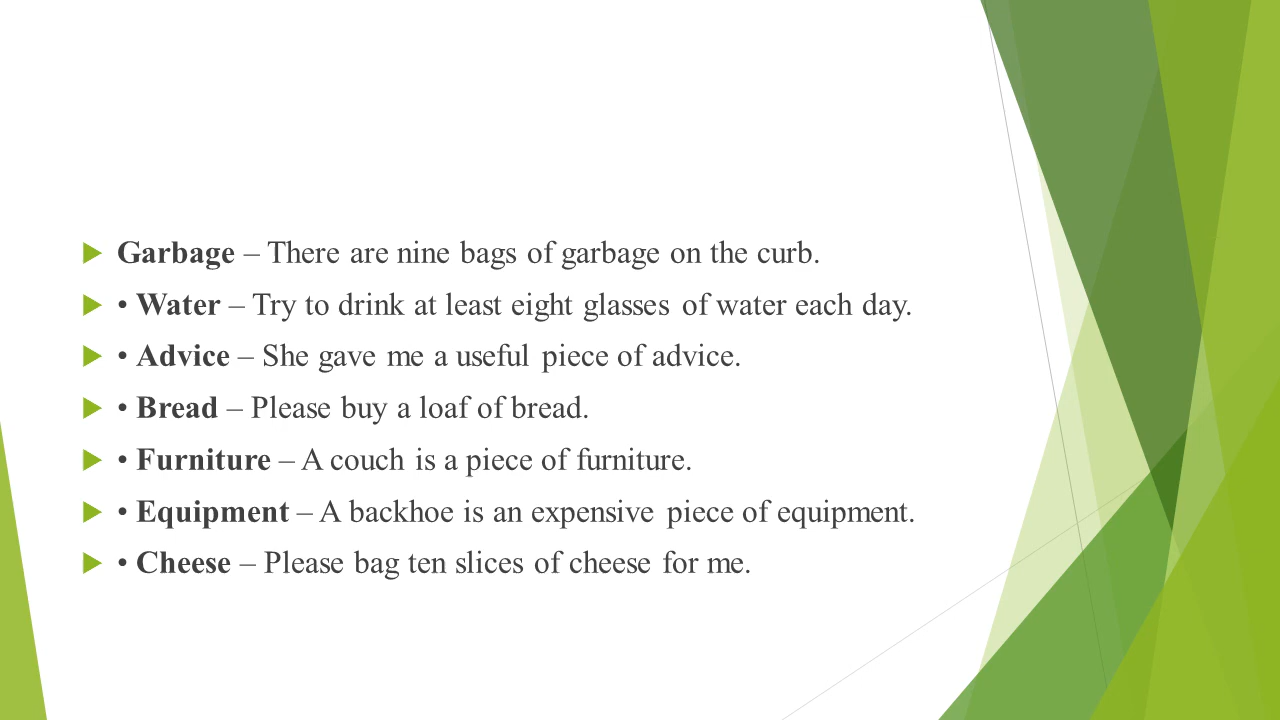 Garbage – There are nine bags of garbage on the curb.
• Water – Try to drink at least eight glasses of water each day.
• Advice – She gave me a useful piece of advice.
• Bread – Please buy a loaf of bread.
• Furniture – A couch is a piece of furniture.
• Equipment – A backhoe is an expensive piece of equipment.
• Cheese – Please bag ten slices of cheese for me.